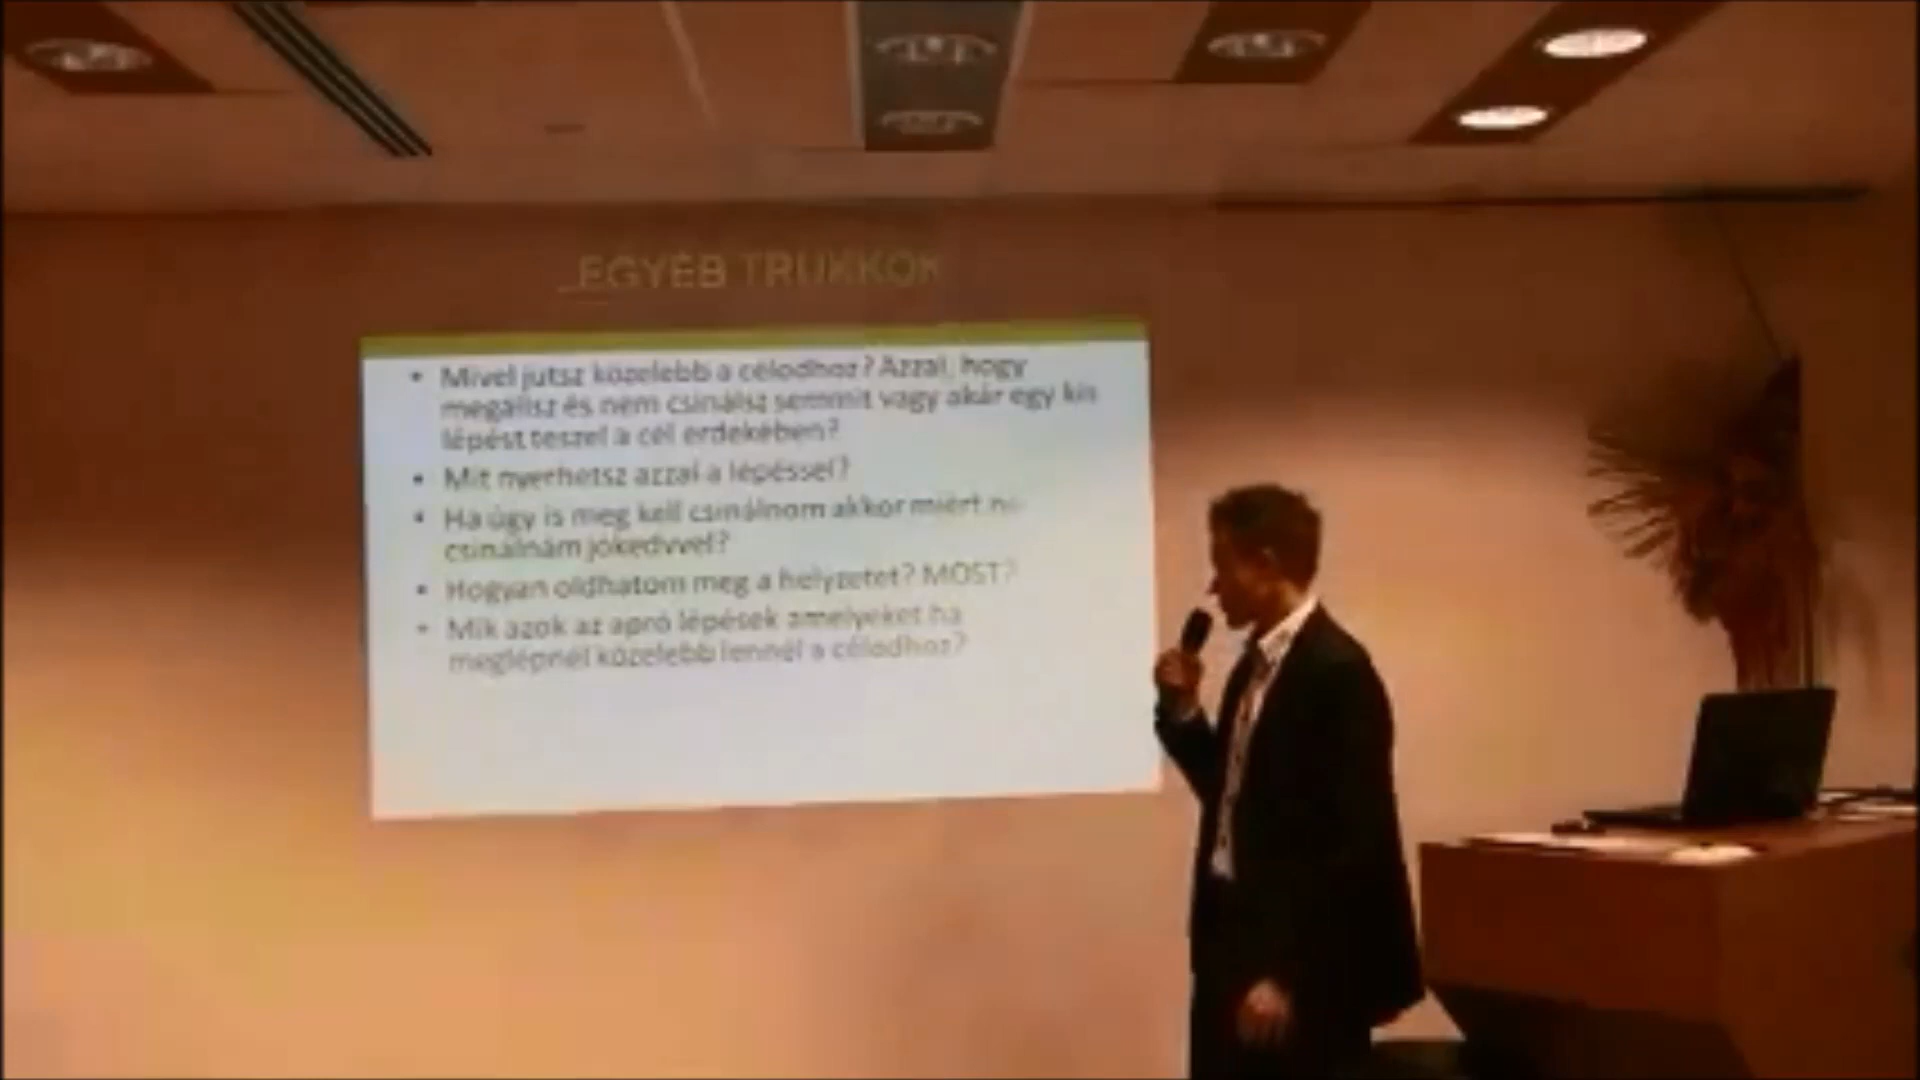 EGYÉB TRÜKKÖK
• Mivel jutsz közelebb a célodhoz? Azzal, hogy
megállsz és nem csinálsz semmit vagy akár egy kis
lépést teszel a cél érdekében?
• Mit nyerhetsz azzal a lépéssel?
• Ha úgy is meg kell csinálnom akkor miért ne
csinálnám jókedvvel?
• Hogyan oldhatom meg a helyzetet? MOST?
• Mik azok az apró lépések amelyeket ha
meglépnél közelebb lennél a célodhoz?